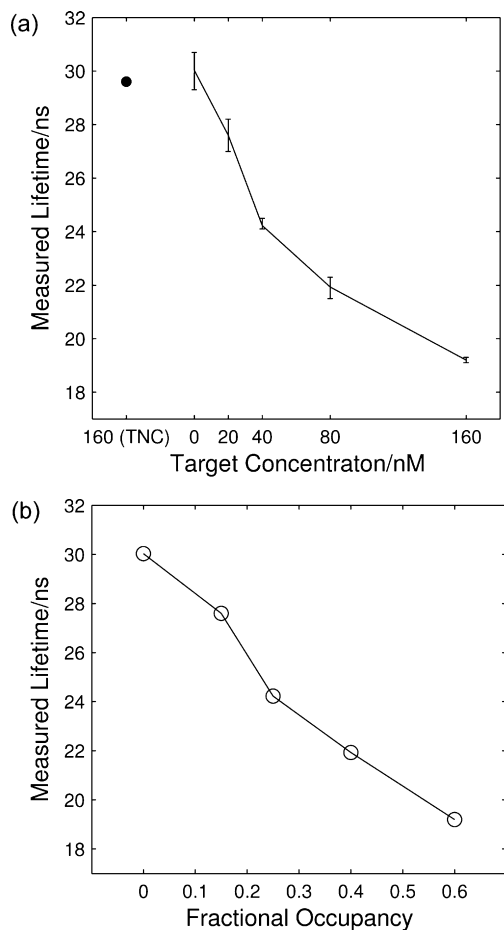 (a)
32
30
28
26
24
22
20
18
Measured Lifetime/ns
160 (TNC) 0 20 40 80 160
Target Concentraton/nM
(b)
32
30
28
26
24
22
20
18
Measured Lifetime/ns
0 0.1 0.2 0.3 0.4 0.5 0.6
Fractional Occupancy